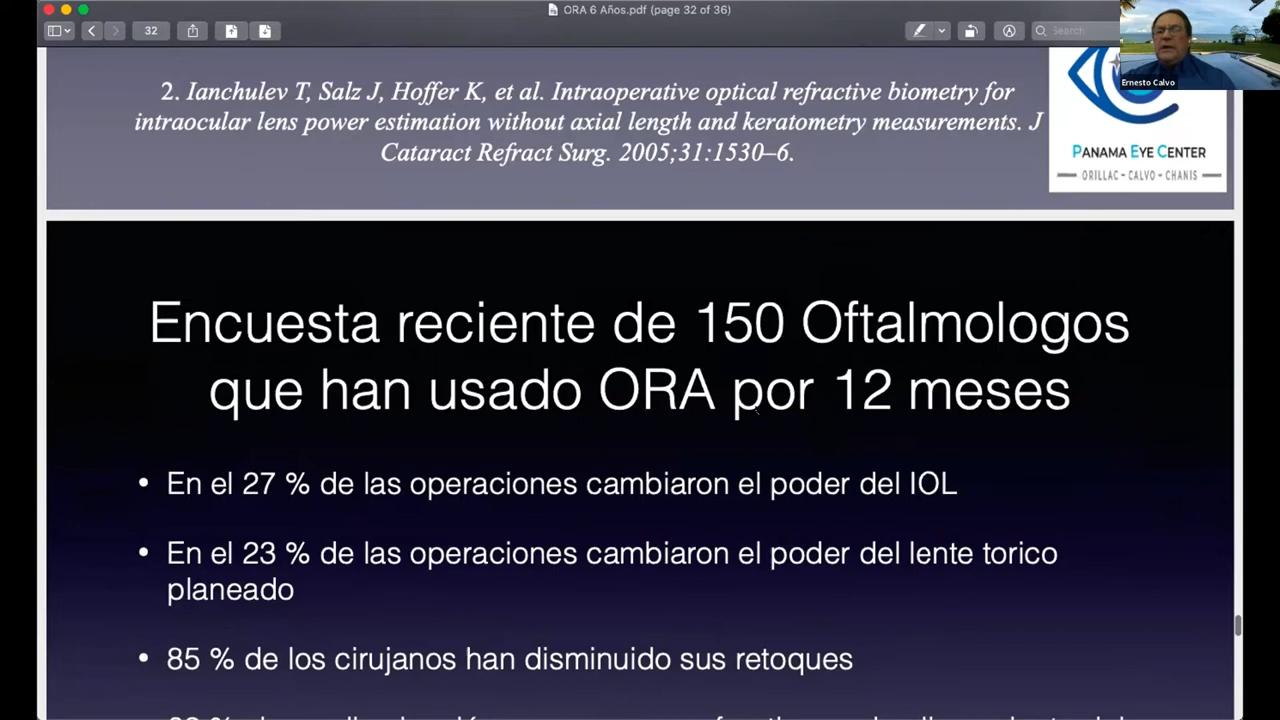 ORA 6 Años.pdf (page 32 of 36)
32
Search
Ernesto Calvo
2. Ianchulev T, Salz J, Hoffer K, et al. Intraoperative optical refractive biometry for
intraocular lens power estimation without axial length and keratometry measurements. J
Cataract Refract Surg. 2005;31:1530–6.
PANAMA EYE CENTER
ORILLAC - CALVO - CHANIS
Encuesta reciente de 150 Oftalmologos
que han usado ORA por 12 meses
• En el 27 % de las operaciones cambiaron el poder del IOL
• En el 23 % de las operaciones cambiaron el poder del lente torico
planeado
• 85 % de los cirujanos han disminuido sus retoques